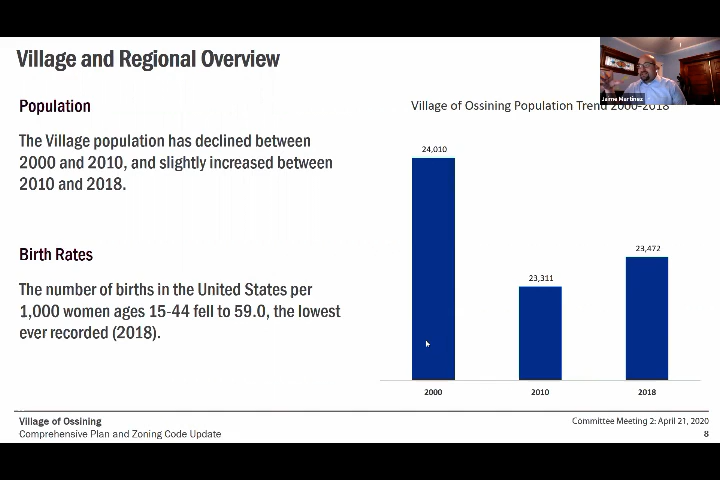 Village and Regional Overview
Jaime Martinez
Population
The Village population has declined between
2000 and 2010, and slightly increased between
2010 and 2018.
Birth Rates
The number of births in the United States per
1,000 women ages 15-44 fell to 59.0, the lowest
ever recorded (2018).
Village of Ossining Population Trend 2000-2018
24,010
23,311
23,472
2000
2010
2018
Village of Ossining
Comprehensive Plan and Zoning Code Update
Committee Meeting 2: April 21, 2020
8